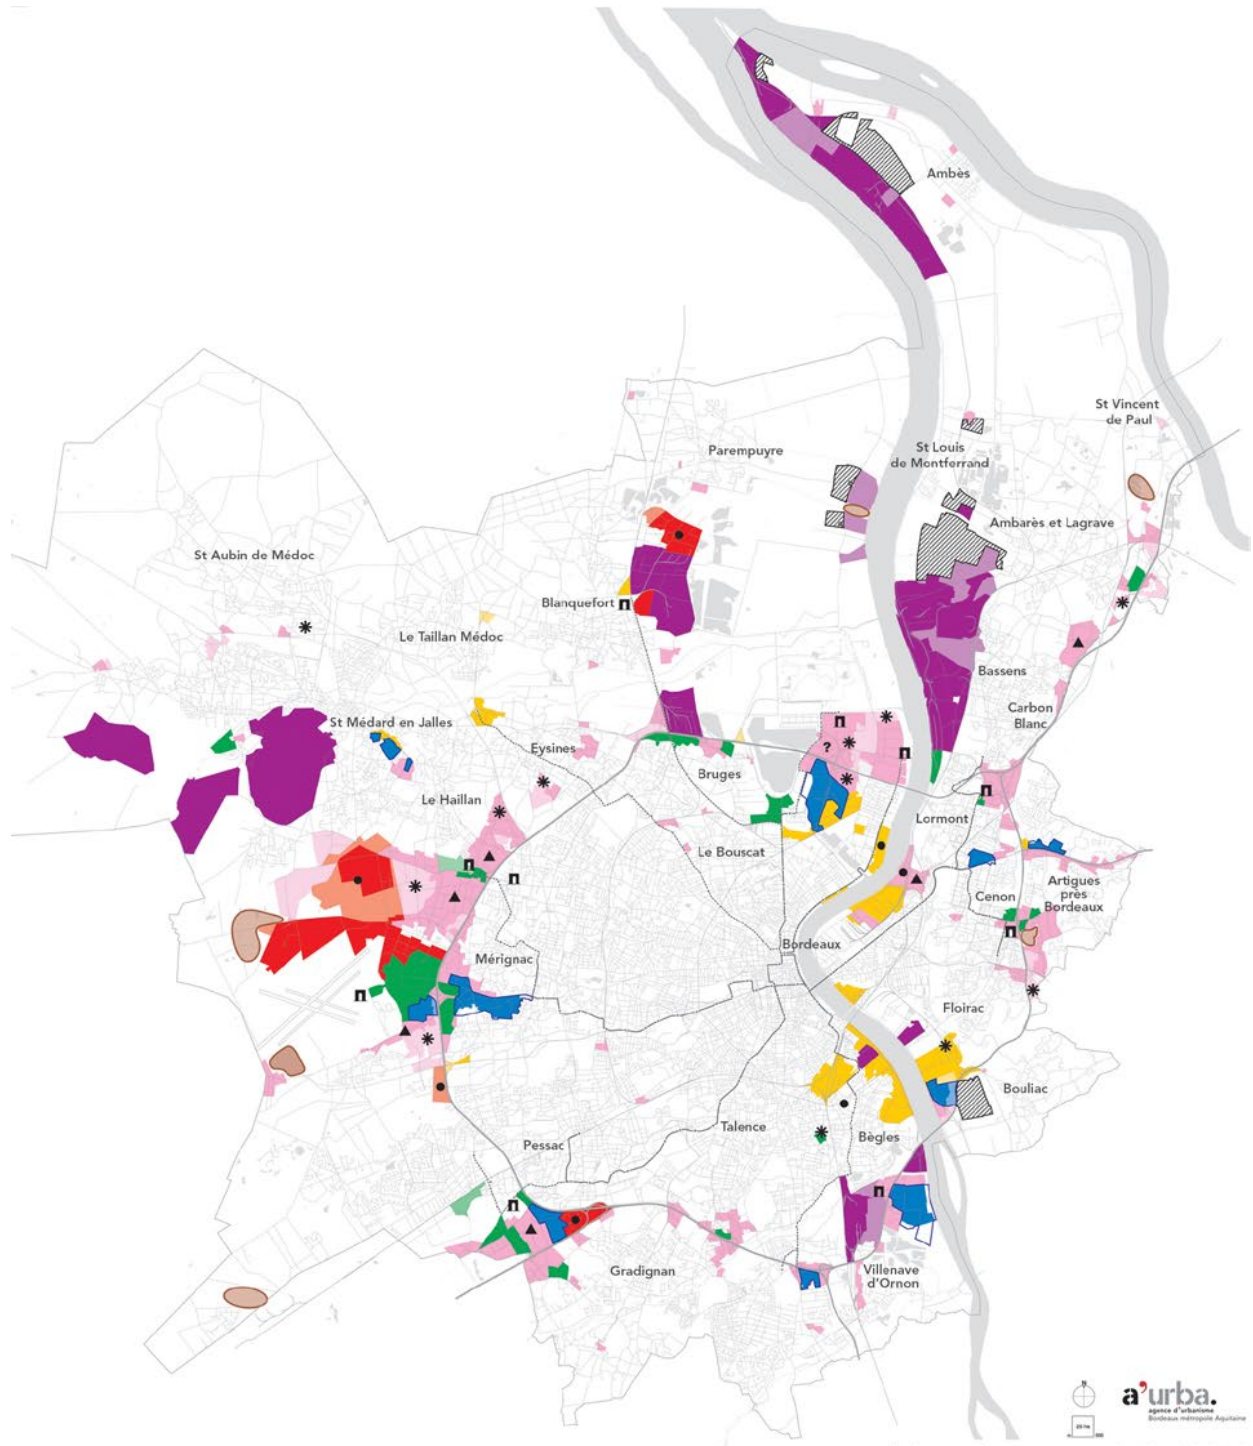 Ambès
St Vincent
de Paul
Parempuyre
St Louis
de Montferrand
Ambarès et Lagrave
St Aubin de Médoc
Blanquefort
Le Taillan Médoc
Bassens
Carbon
Blanc
St Médard en Jalles
Eysines
?
Bruges
Le Haillan
Lormont
Le Bouscat
Cenon
Artigues
près
Bordeaux
Bordeaux
Mérignac
Floirac
Bouliac
Talence
Bègles
Pessac
Gradignan
Villenave
d'Ornon
N
25 ha
a'urba.
agence d'urbanisme
Bordeaux métropole Aquitaine